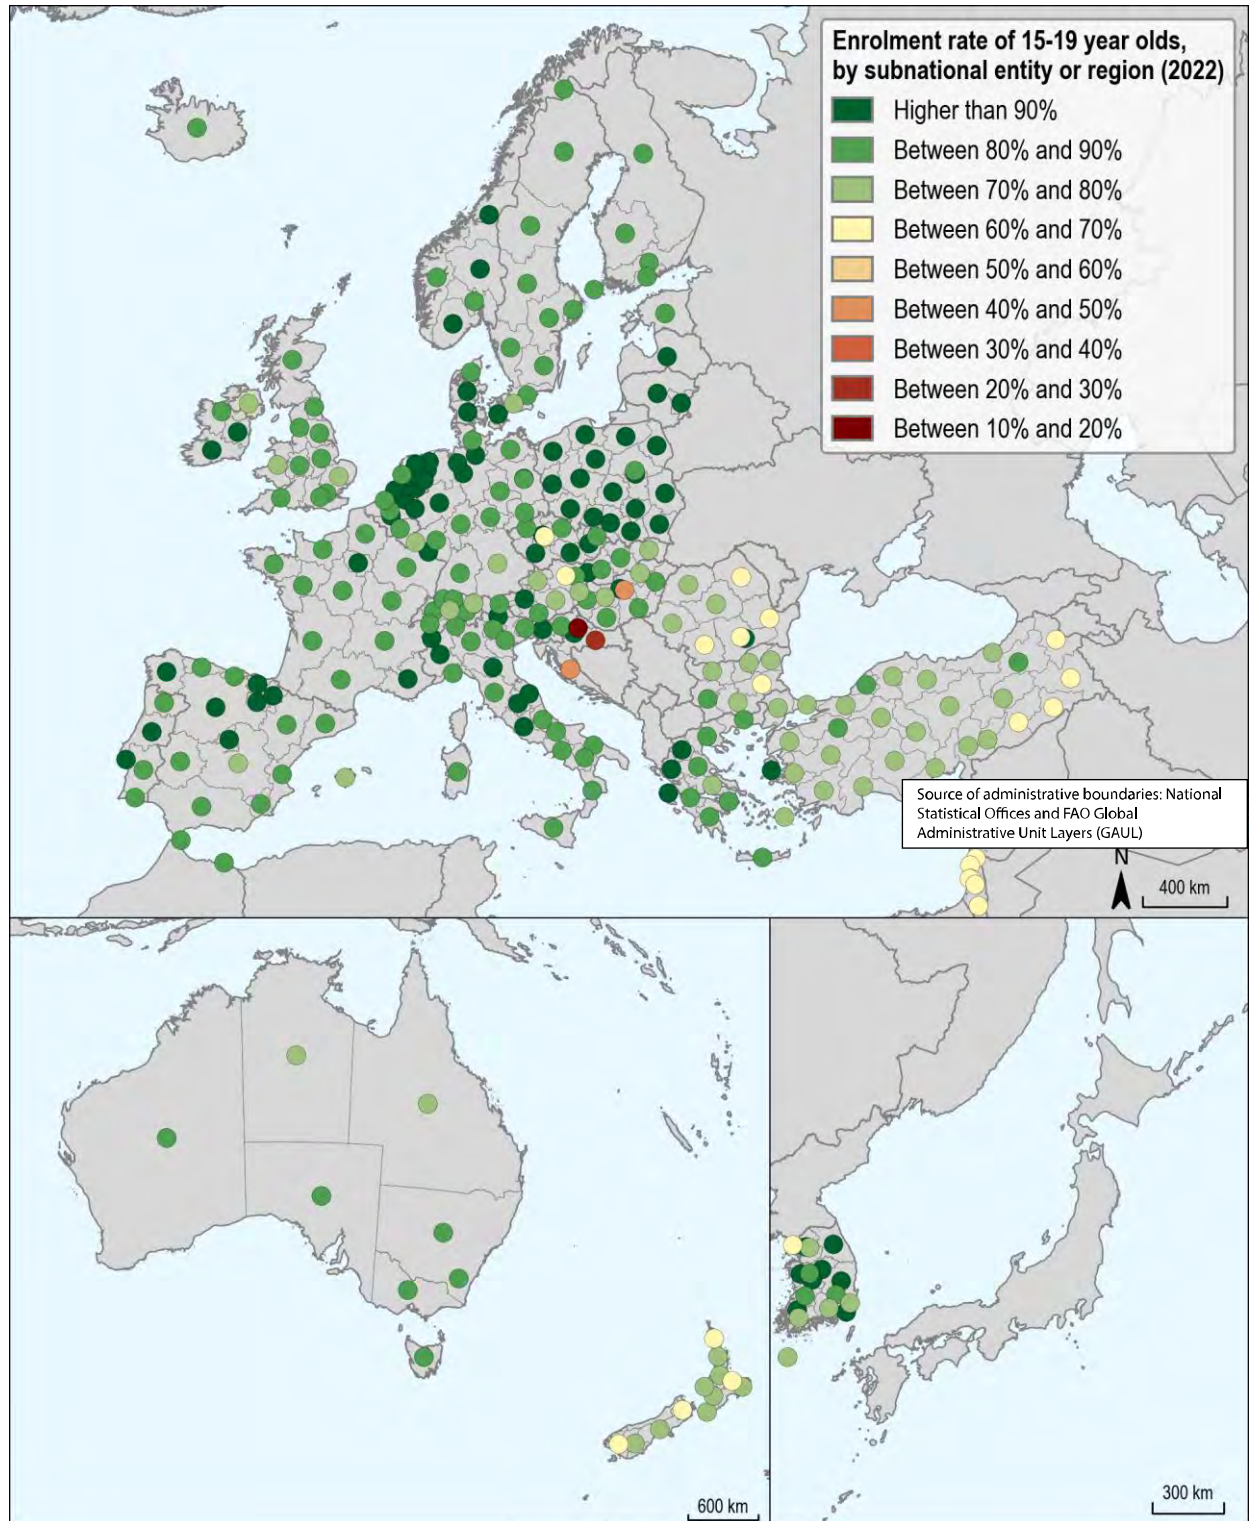 Enrolment rate of 15-19 year olds,
by subnational entity or region (2022)
Higher than 90%
Between 80% and 90%
Between 70% and 80%
Between 60% and 70%
Between 50% and 60%
Between 40% and 50%
Between 30% and 40%
Between 20% and 30%
Between 10% and 20%
Source of administrative boundaries: National
Statistical Offices and FAO Global
Administrative Unit Layers (GAUL)
N
400 km
600 km
300 km